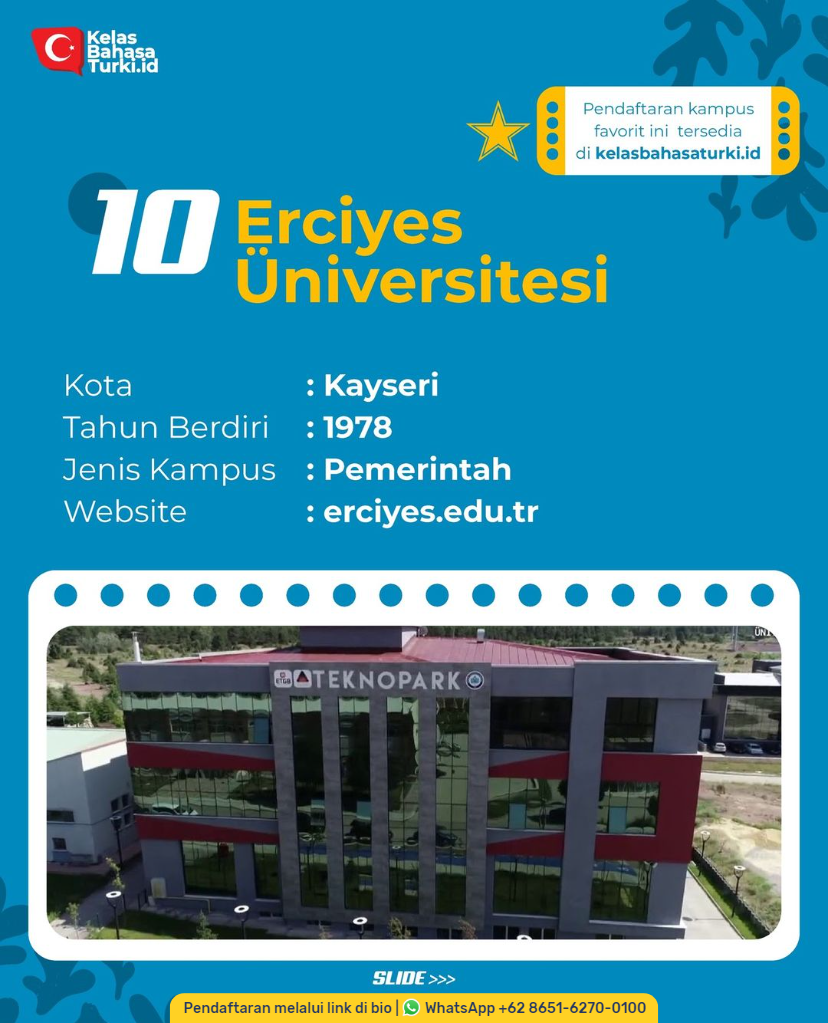 Kelas
Bahasa
Turki.id
Pendaftaran kampus
favorit ini tersedia
di kelasbahasaturki.id
10
Erciyes
Üniversitesi
Kota : Kayseri
Tahun Berdiri : 1978
Jenis Kampus : Pemerintah
Website : erciyes.edu.tr
ÜNİ
ETGB TEKNOPARK
SLIDE >>>
Pendaftaran melalui link di bio | WhatsApp +62 8651-6270-0100